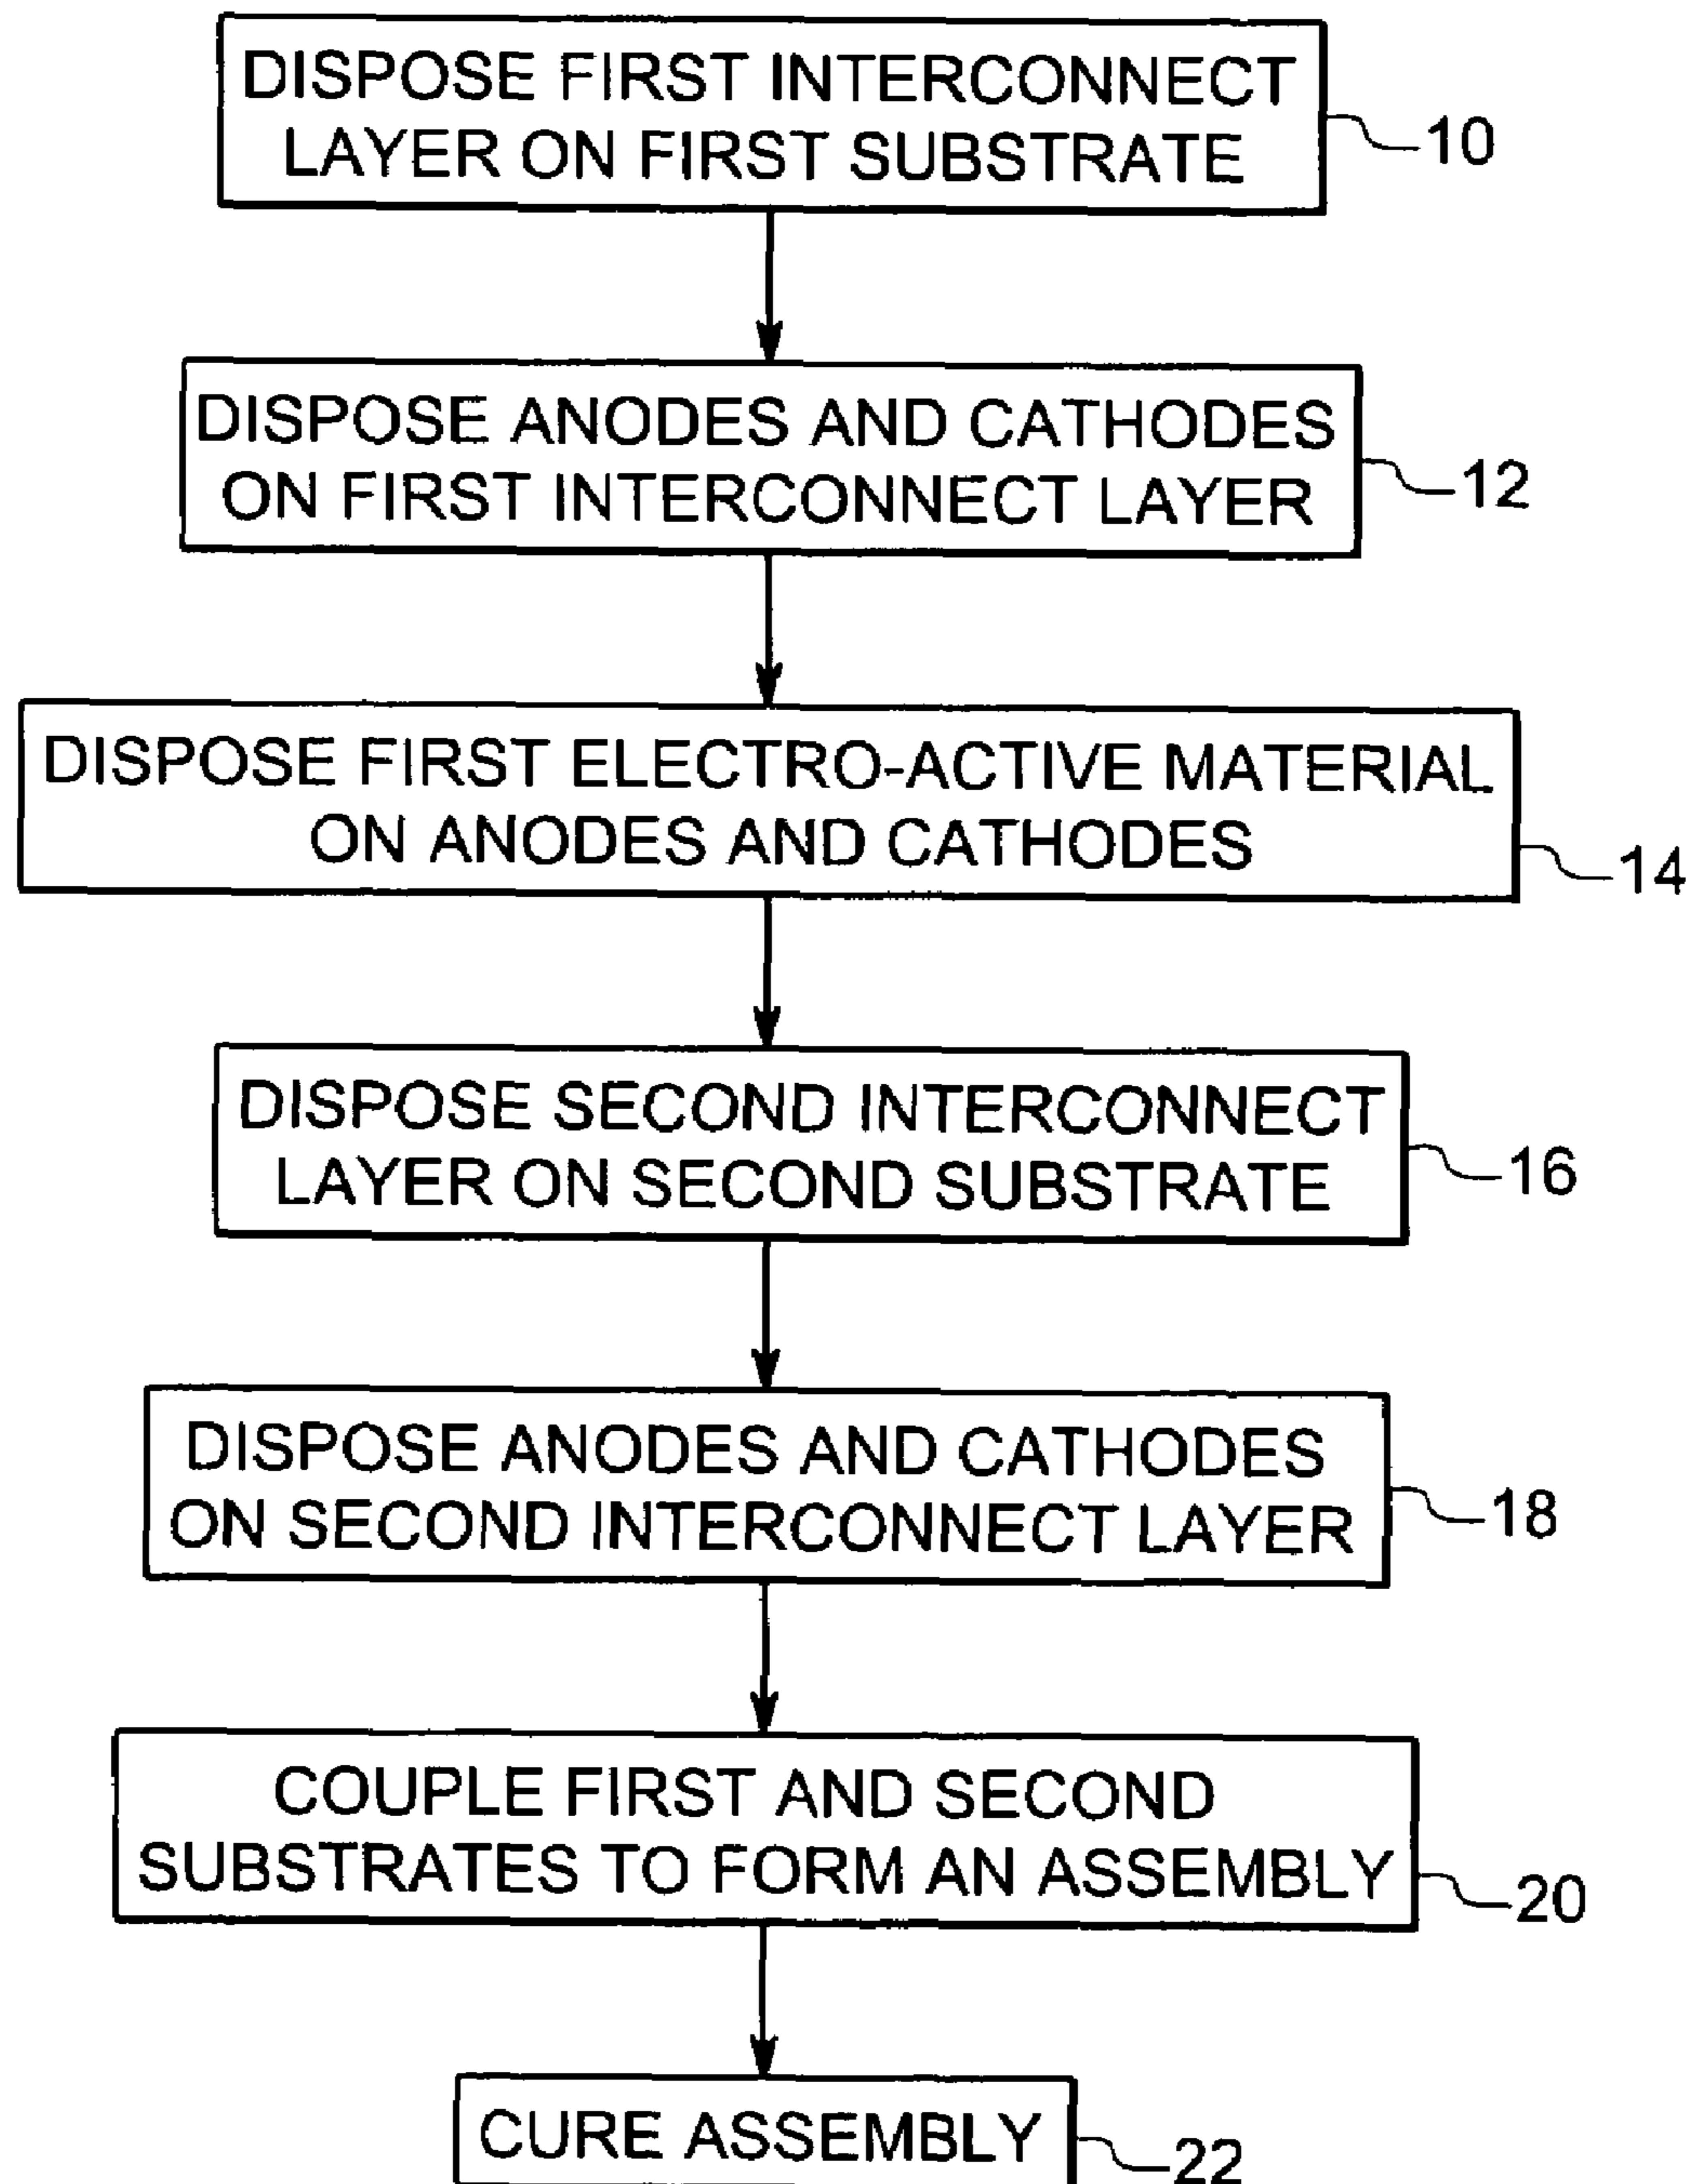 DISPOSE FIRST INTERCONNECT
LAYER ON FIRST SUBSTRATE
10
DISPOSE ANODES AND CATHODES
ON FIRST INTERCONNECT LAYER
12
DISPOSE FIRST ELECTRO-ACTIVE MATERIAL
ON ANODES AND CATHODES
14
DISPOSE SECOND INTERCONNECT
LAYER ON SECOND SUBSTRATE
16
DISPOSE ANODES AND CATHODES
ON SECOND INTERCONNECT LAYER
18
COUPLE FIRST AND SECOND
SUBSTRATES TO FORM AN ASSEMBLY
20
CURE ASSEMBLY
22